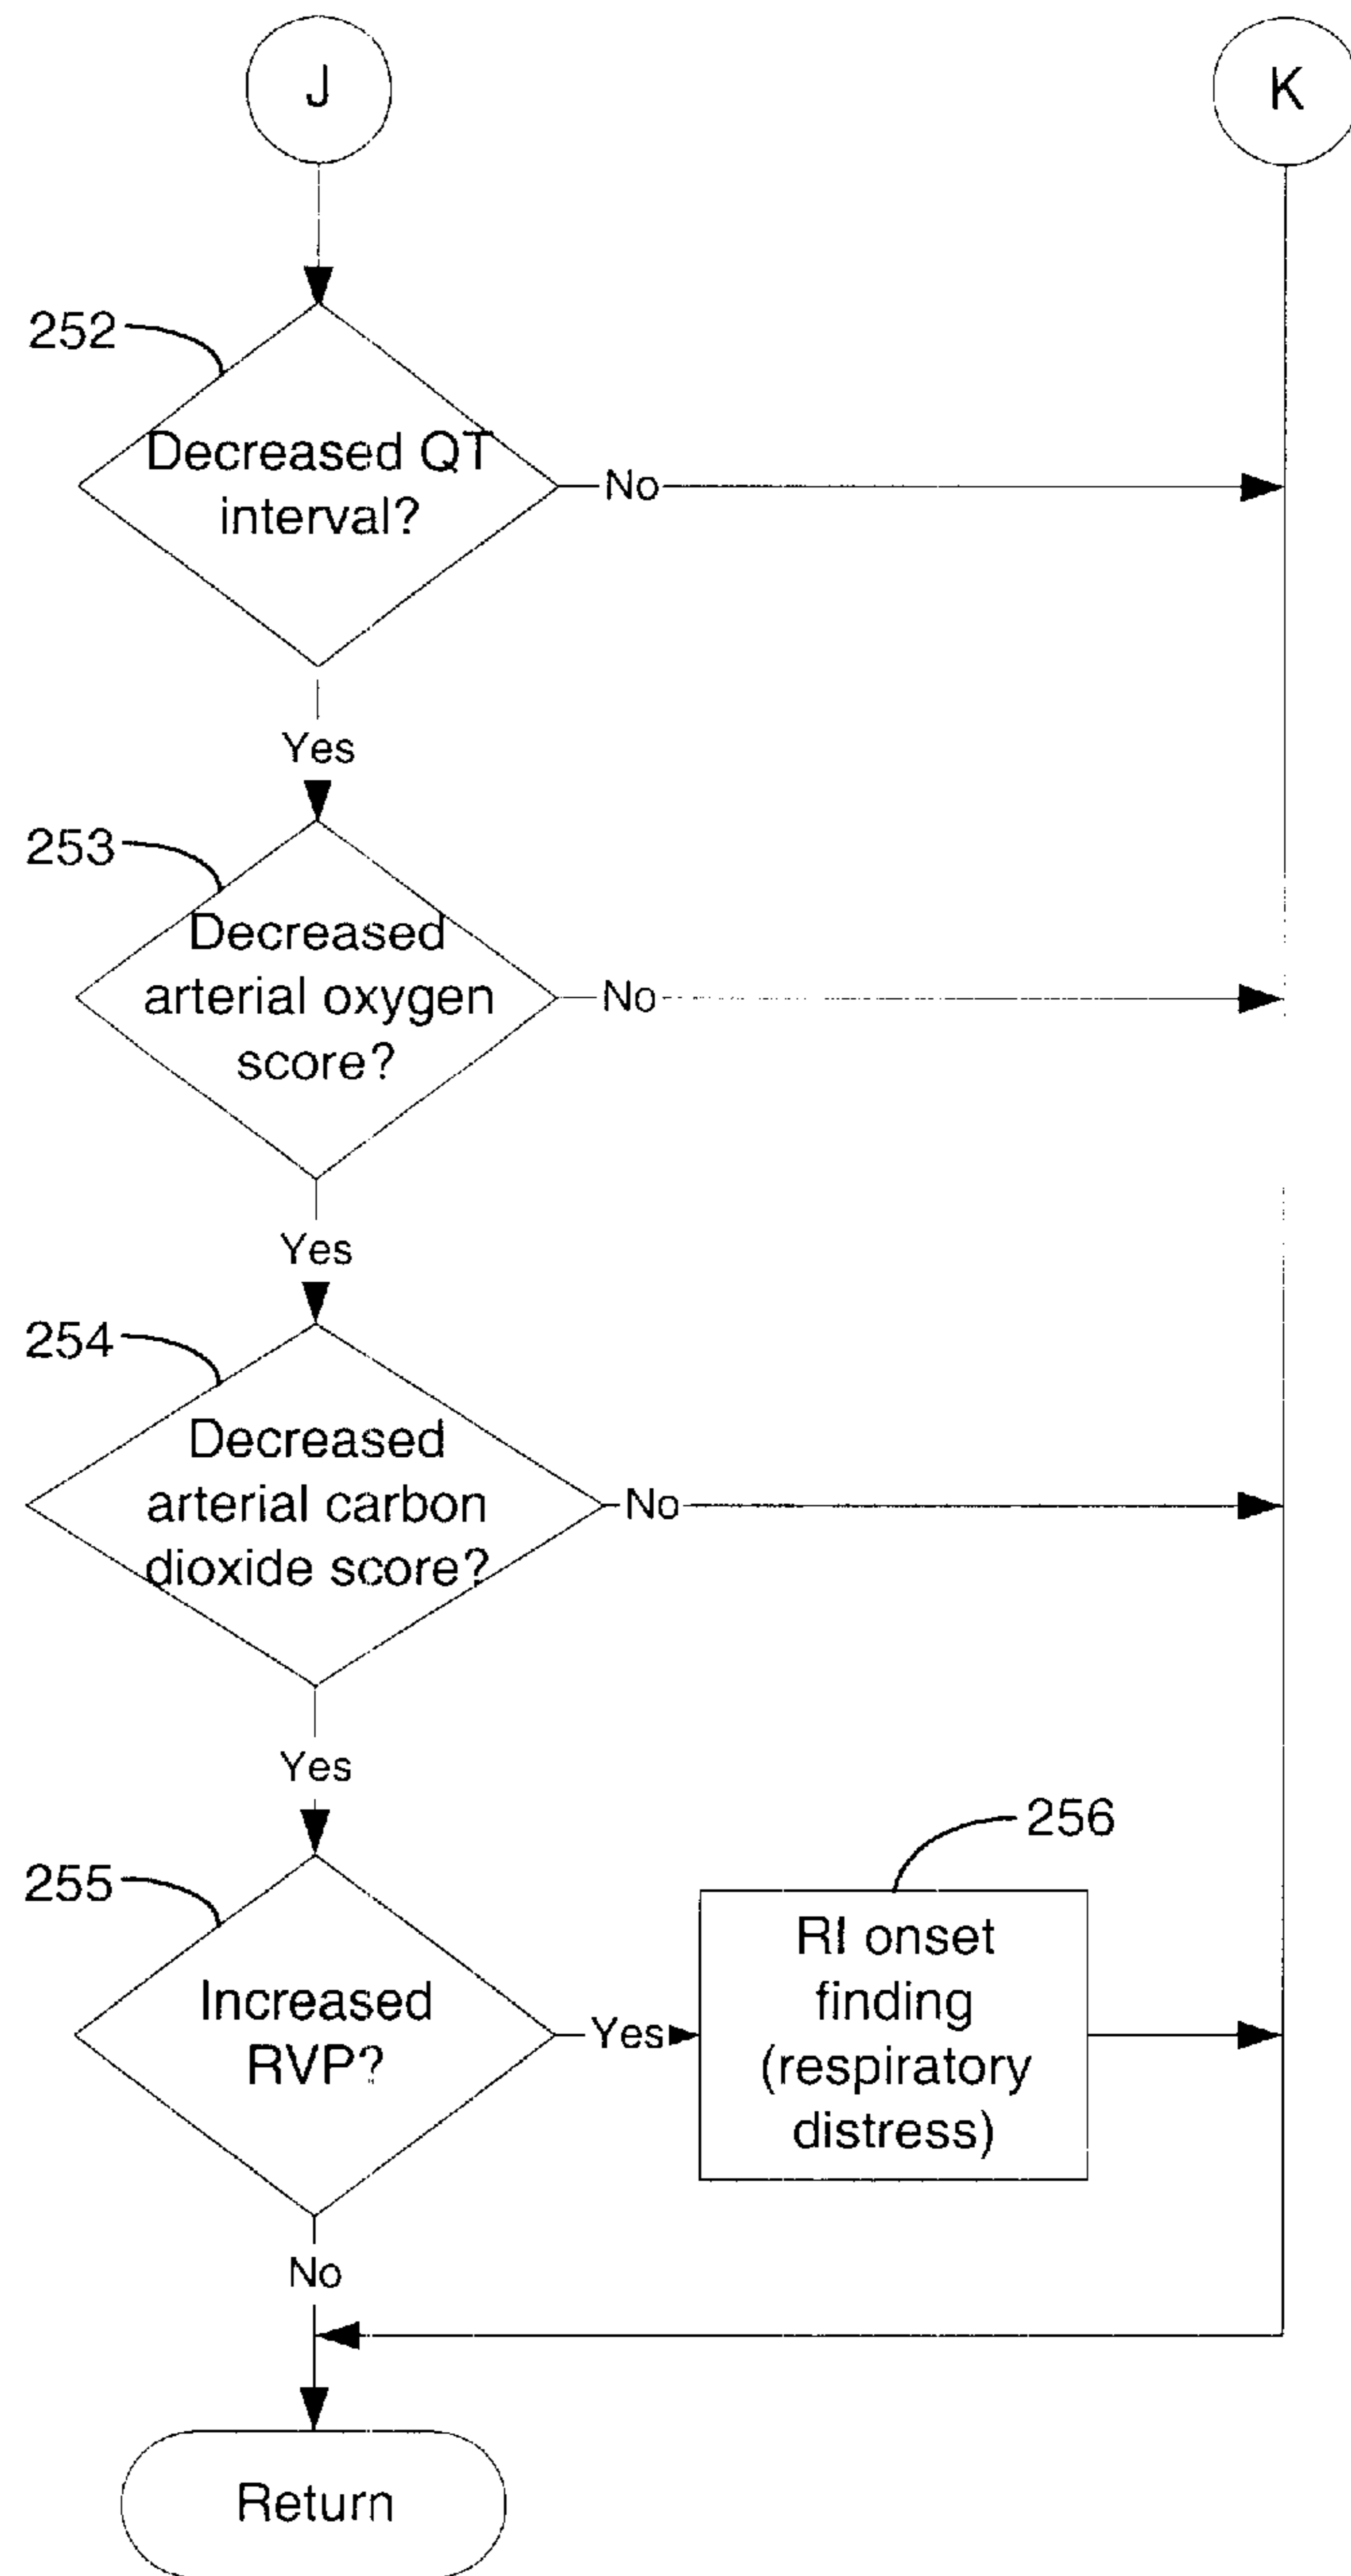 J
K
252
Decreased QT
interval?
No
Yes
253
Decreased
arterial oxygen
score?
No
Yes
254
Decreased
arterial carbon
dioxide score?
No
Yes
255
Increased
RVP?
Yes
256
RI onset
finding
(respiratory
distress)
No
Return